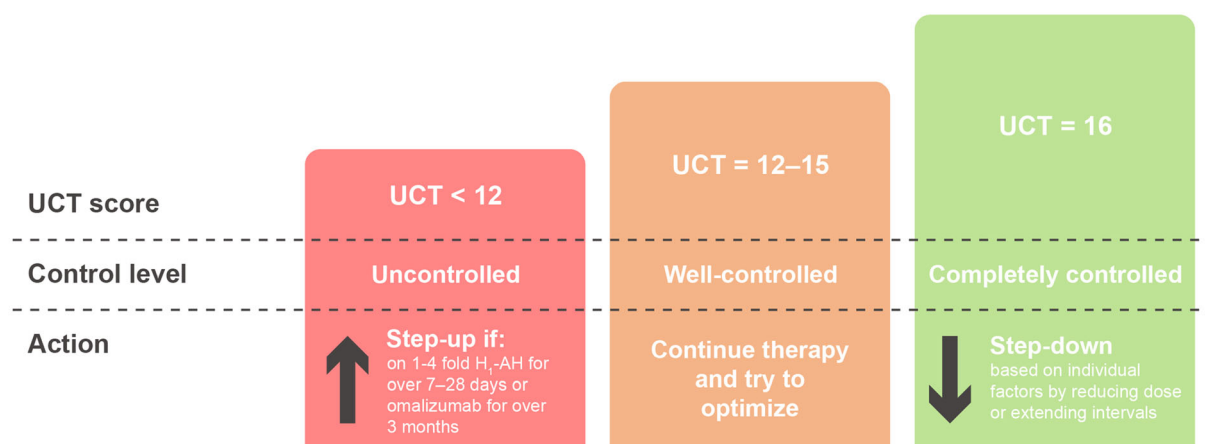 UCT score
UCT < 12
UCT = 12–15
UCT = 16
Control level
Uncontrolled
Well-controlled
Completely controlled
Action
Step-up if:
on 1-4 fold H₁-AH for
over 7–28 days or
omalizumab for over
3 months
Continue therapy
and try to
optimize
Step-down
based on individual
factors by reducing dose
or extending intervals